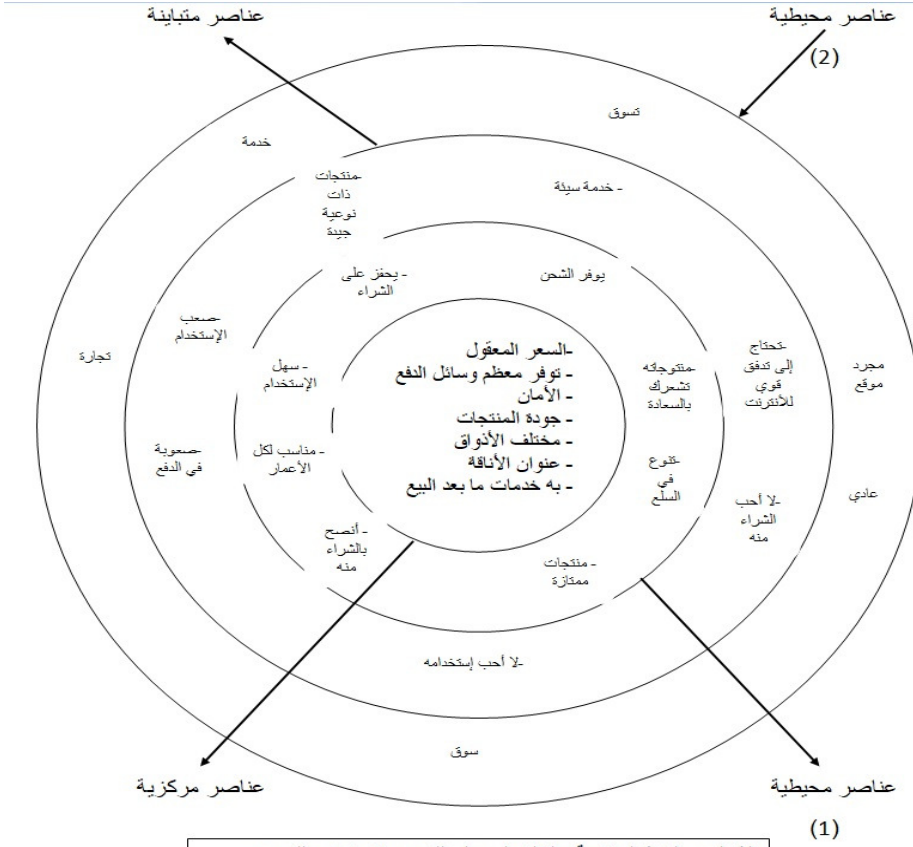 عناصر متباينة
عناصر محيطية
(2)
تسوق
خدمة
-منتجات
ذات
نوعية
جيدة
- خدمة سيئة
- يحفز على
الشراء
يوفر الشحن
-صعب
الإستخدام
تجارة
- سهل
الإستخدام
-السعر المعقول
- توفر معظم وسائل الدفع
- الأمان
- جودة المنتجات
- مختلف الأذواق
- عنوان الأناقة
- به خدمات ما بعد البيع
-منتوجاته
تشعرك
بالسعادة
-تحتاج
إلى تدفق
قوي
للأنترنت
مجرد
موقع
-صعوبة
في الدفع
- مناسب لكل
الأعمار
-تنوع
في
السلع
-لا أحب
الشراء
منه
عادي
- أنصح
بالشراء
منه
- منتجات
ممتازة
-لا أحب إستخدامه
سوق
عناصر مركزية
عناصر محيطية
(1)